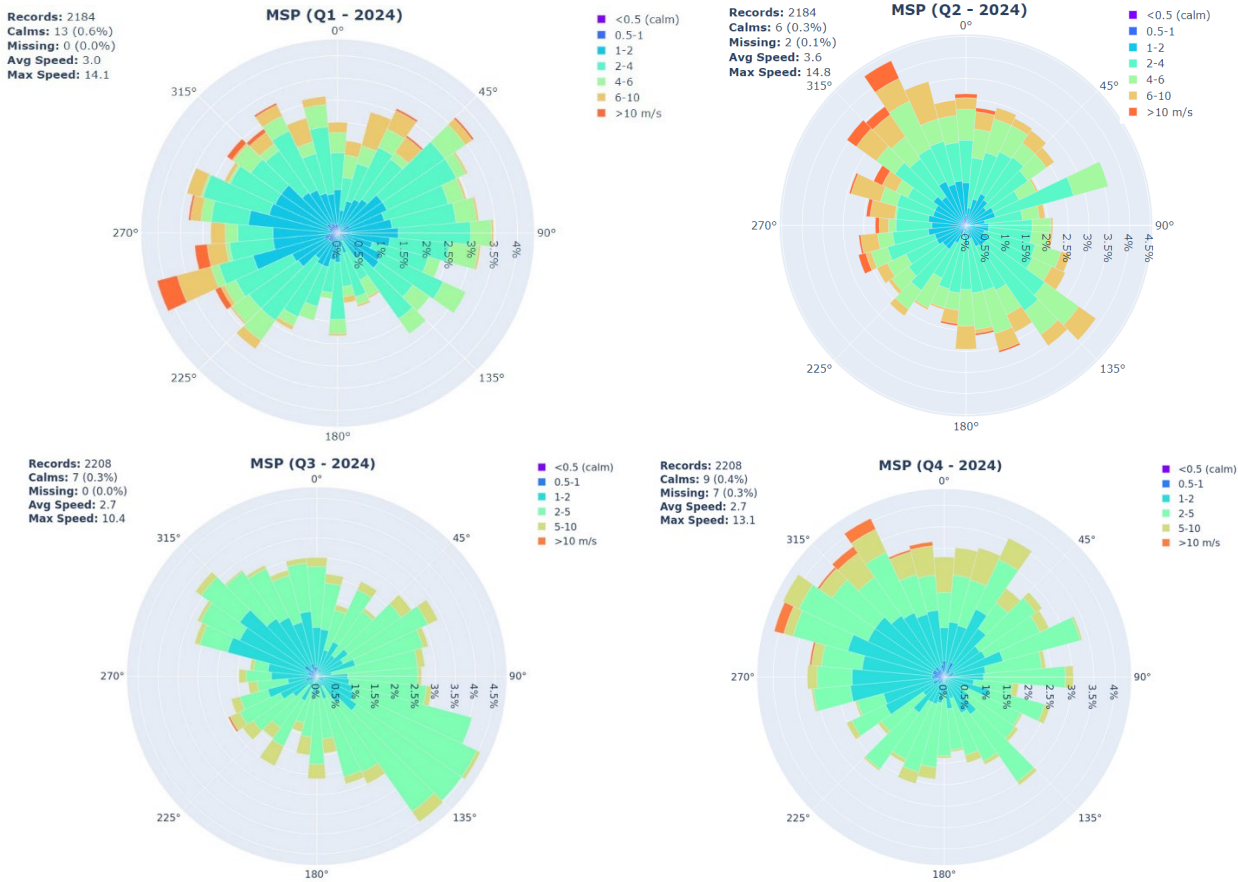 Records: 2184
Calms: 13 (0.6%)
Missing: 0 (0.0%)
Avg Speed: 3.0
Max Speed: 14.1
MSP (Q1 - 2024)
0°
45°
90°
135°
180°
225°
270°
315°
0%
0.5%
1%
1.5%
2%
2.5%
3%
3.5%
4%
<0.5 (calm)
0.5-1
1-2
2-4
4-6
6-10
>10 m/s
Records: 2184
Calms: 6 (0.3%)
Missing: 2 (0.1%)
Avg Speed: 3.6
Max Speed: 14.8
MSP (Q2 - 2024)
0°
45°
90°
135°
180°
225°
270°
315°
0%
0.5%
1%
1.5%
2%
2.5%
3%
3.5%
4%
4.5%
<0.5 (calm)
0.5-1
1-2
2-4
4-6
6-10
>10 m/s
Records: 2208
Calms: 7 (0.3%)
Missing: 0 (0.0%)
Avg Speed: 2.7
Max Speed: 10.4
MSP (Q3 - 2024)
0°
45°
90°
135°
180°
225°
270°
315°
0%
0.5%
1%
1.5%
2%
2.5%
3%
3.5%
4%
4.5%
<0.5 (calm)
0.5-1
1-2
2-5
5-10
>10 m/s
Records: 2208
Calms: 9 (0.4%)
Missing: 7 (0.3%)
Avg Speed: 2.7
Max Speed: 13.1
MSP (Q4 - 2024)
0°
45°
90°
135°
180°
225°
270°
315°
0%
0.5%
1%
1.5%
2%
2.5%
3%
3.5%
4%
<0.5 (calm)
0.5-1
1-2
2-5
5-10
>10 m/s